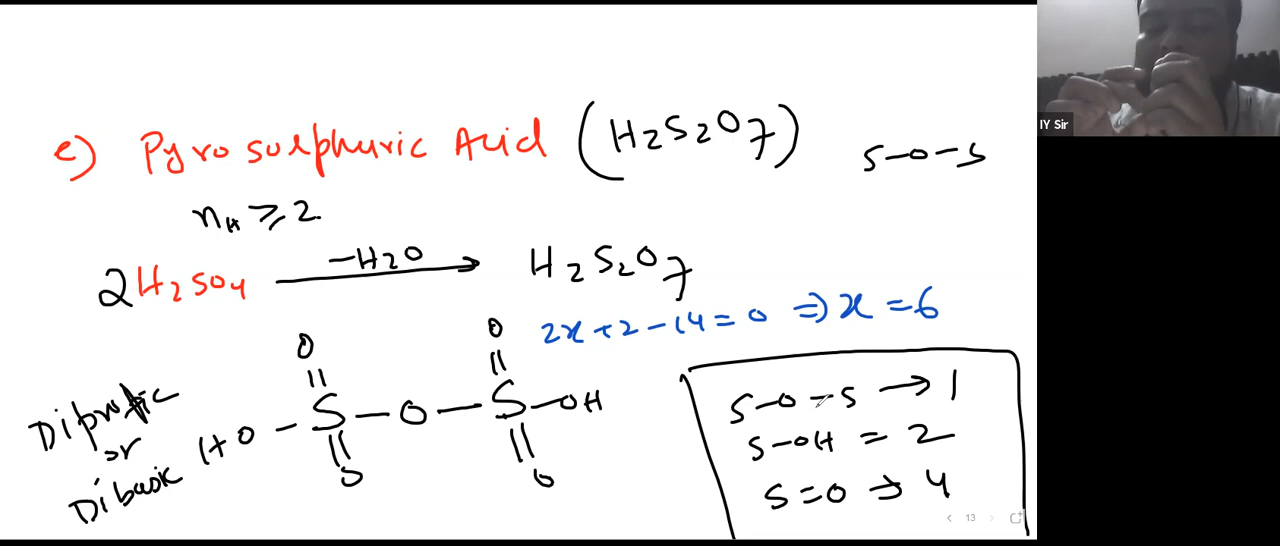 e) Pyrosulphuric Acid (H2S2O7)
S-O-S
nH ⩾ 2
2H2SO4 -H2O → H2S2O7
2x+2-14=0 ⇒ x=6
O O
|| ||
HO - S - O - S - OH
|| ||
O O
Diprotic
or
Dibasic
S-O-S → 1
S-OH = 2
S=O → 4
IY Sir
13